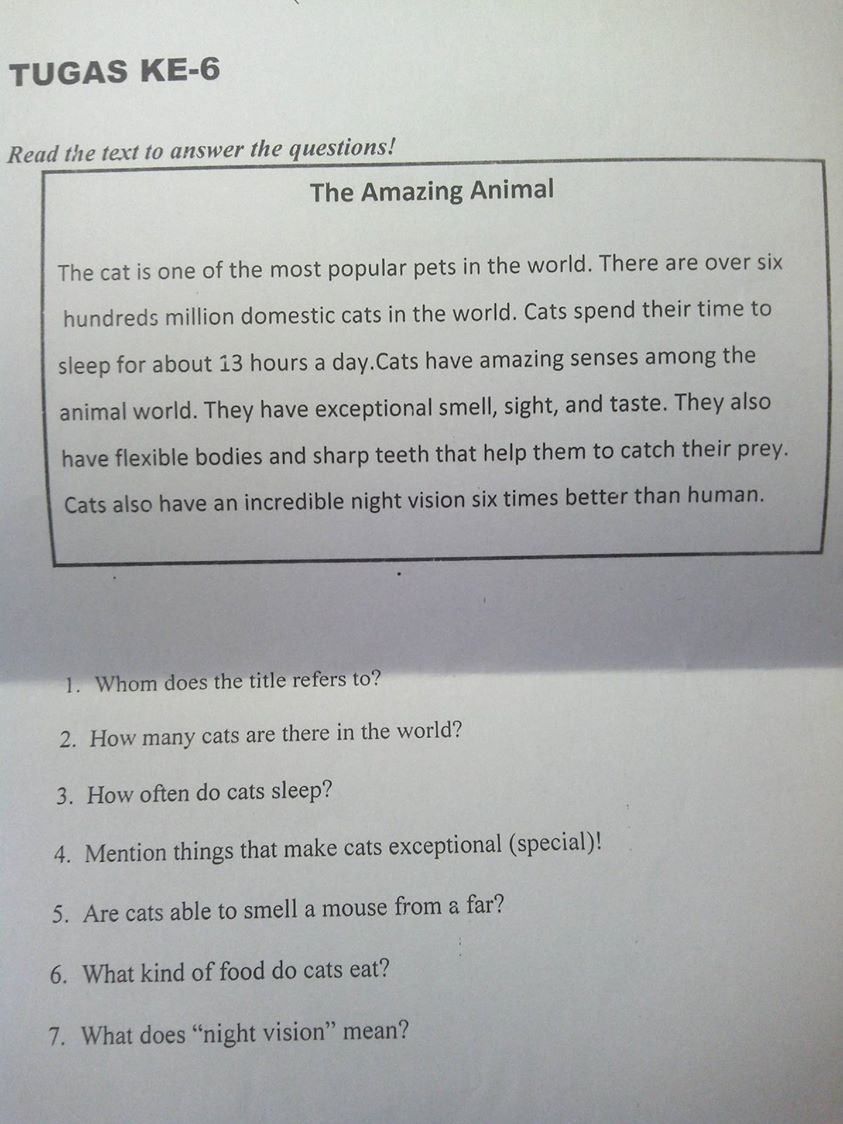 TUGAS KE-6
Read the text to answer the questions!
The Amazing Animal
The cat is one of the most popular pets in the world. There are over six
hundreds million domestic cats in the world. Cats spend their time to
sleep for about 13 hours a day.Cats have amazing senses among the
animal world. They have exceptional smell, sight, and taste. They also
have flexible bodies and sharp teeth that help them to catch their prey.
Cats also have an incredible night vision six times better than human.
1. Whom does the title refers to?
2. How many cats are there in the world?
3. How often do cats sleep?
4. Mention things that make cats exceptional (special)!
5. Are cats able to smell a mouse from a far?
6. What kind of food do cats eat?
7. What does “night vision” mean?